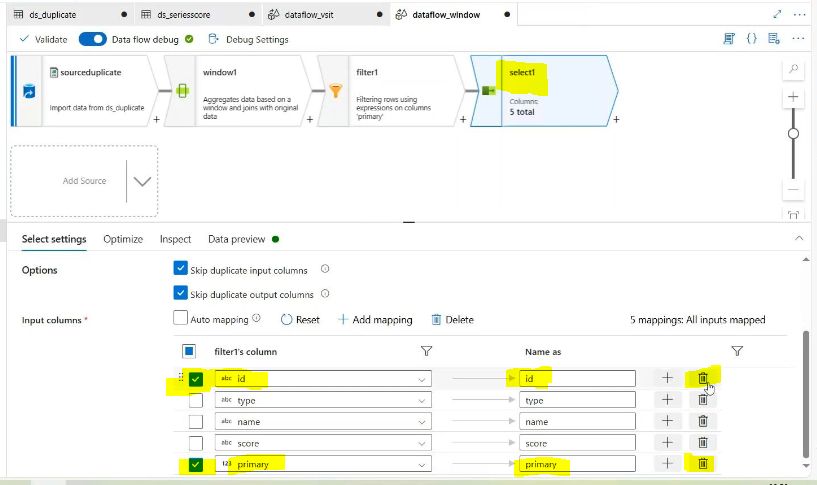 ds_duplicate
ds_seriesscore
dataflow_vsit
dataflow_window
Validate
Data flow debug
Debug Settings
sourceduplicate
Import data from ds_duplicate
window1
Aggregates data based on a
window and joins with original
data
filter1
Filtering rows using
expressions on columns
'primary'
select1
Columns:
5 total
Add Source
Select settings
Optimize
Inspect
Data preview
Options
Skip duplicate input columns
Skip duplicate output columns
Input columns *
Auto mapping
Reset
Add mapping
Delete
5 mappings: All inputs mapped
filter1's column
Name as
abc id
id
abc type
type
abc name
name
abc score
score
123 primary
primary